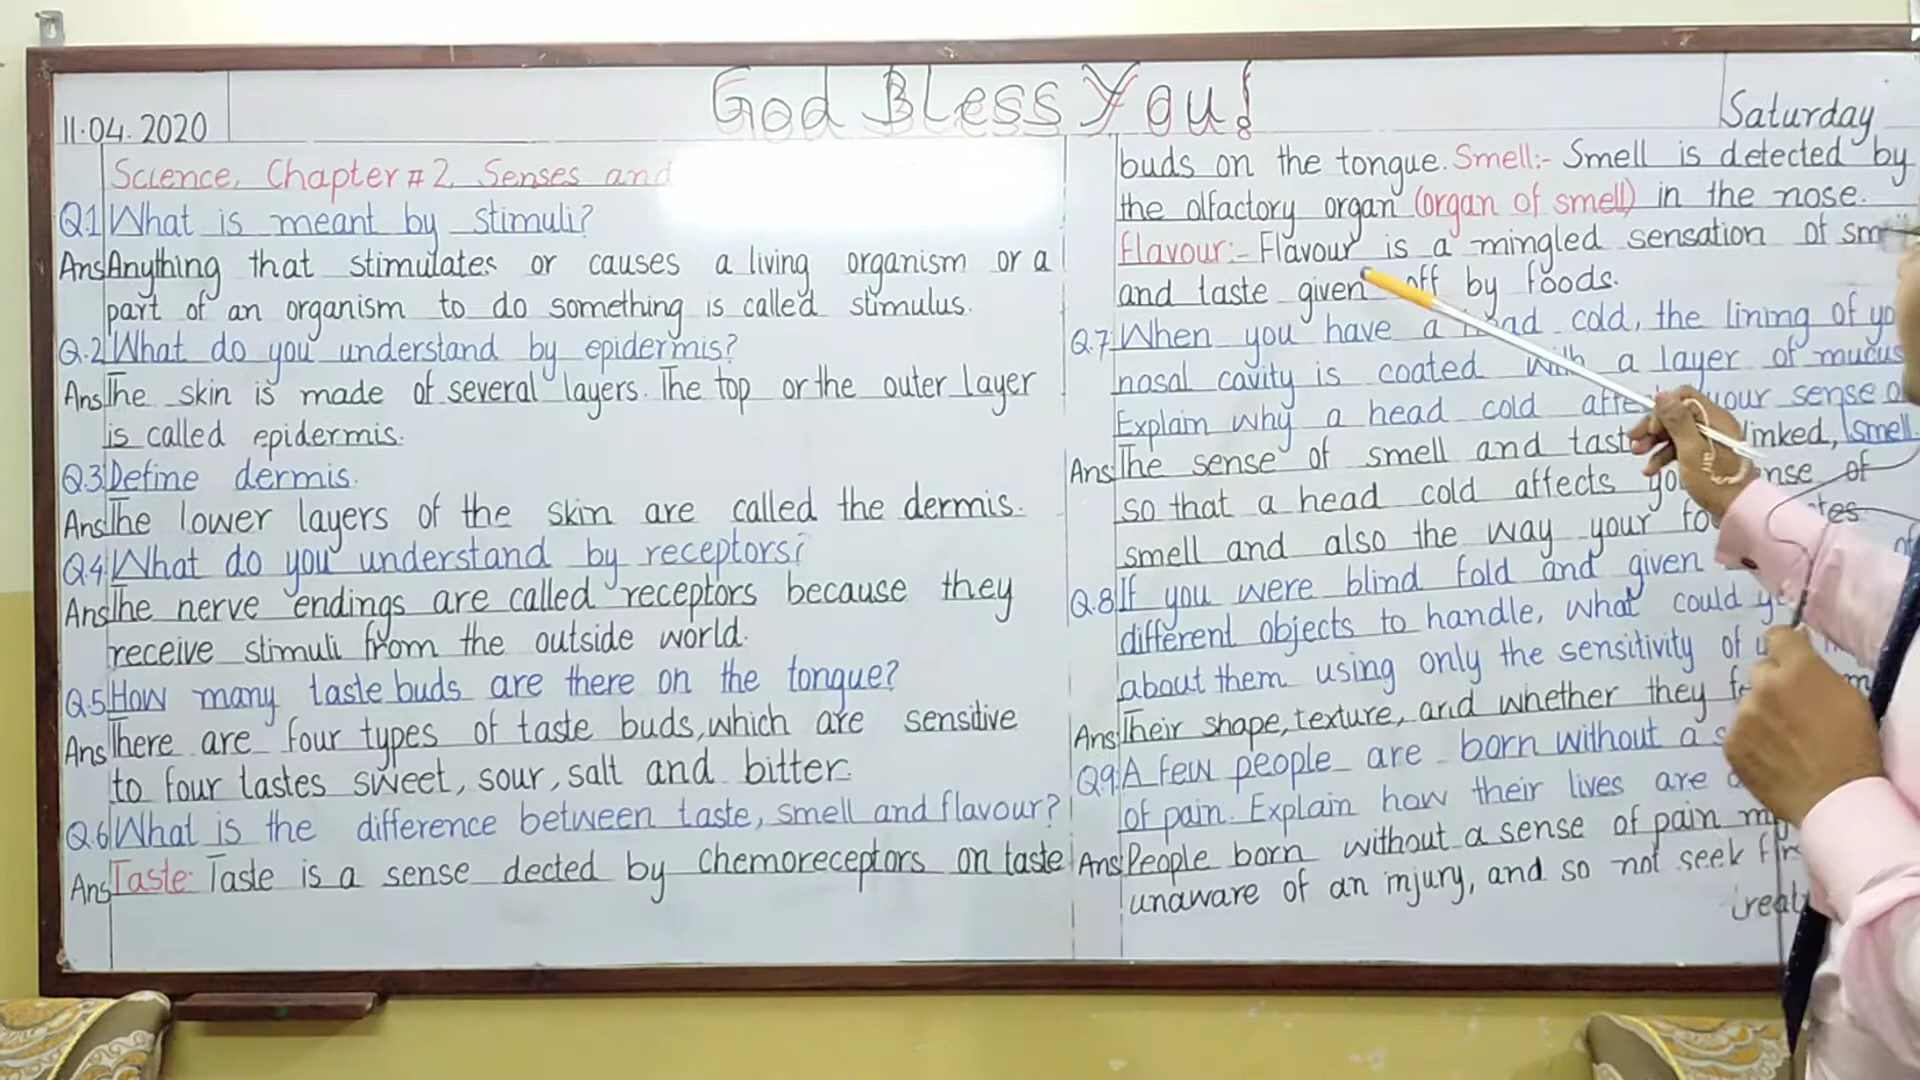 God Bless You!
11.04.2020
Saturday
Science, Chapter # 2, Senses and
Q.1 What is meant by stimuli?
Ans Anything that stimulates or causes a living organism or a
part of an organism to do something is called stimulus.
Q.2 What do you understand by epidermis?
Ans The skin is made of several layers. The top or the outer layer
is called epidermis.
Q.3 Define dermis.
Ans The lower layers of the skin are called the dermis.
Q.4 What do you understand by receptors?
Ans The nerve endings are called receptors because they
receive stimuli from the outside world.
Q.5 How many taste buds are there on the tongue?
Ans There are four types of taste buds, which are sensitive
to four tastes sweet, sour, salt and bitter.
Q.6 What is the difference between taste, smell and flavour?
Ans Taste: Taste is a sense dected by chemoreceptors on taste
buds on the tongue. Smell:- Smell is detected by
the olfactory organ (organ of smell) in the nose.
Flavour:- Flavour is a mingled sensation of
and taste given off by foods.
Q.7 When you have a head cold, the lining of
nasal cavity is coated with a layer of mucus
Explain why a head cold your sense
smell.
Ans The sense of smell and linked,
so that a head cold affects of
smell and also the way your
Q.8 If you were blind fold and given
different objects to handle, what could
about them using only the sensitivity of
Ans Their shape, texture, and whether they
Q.9 A few people are born without a
of pain. Explain how their lives are
Ans People born without a sense of pain
unaware of an injury, and so not seek